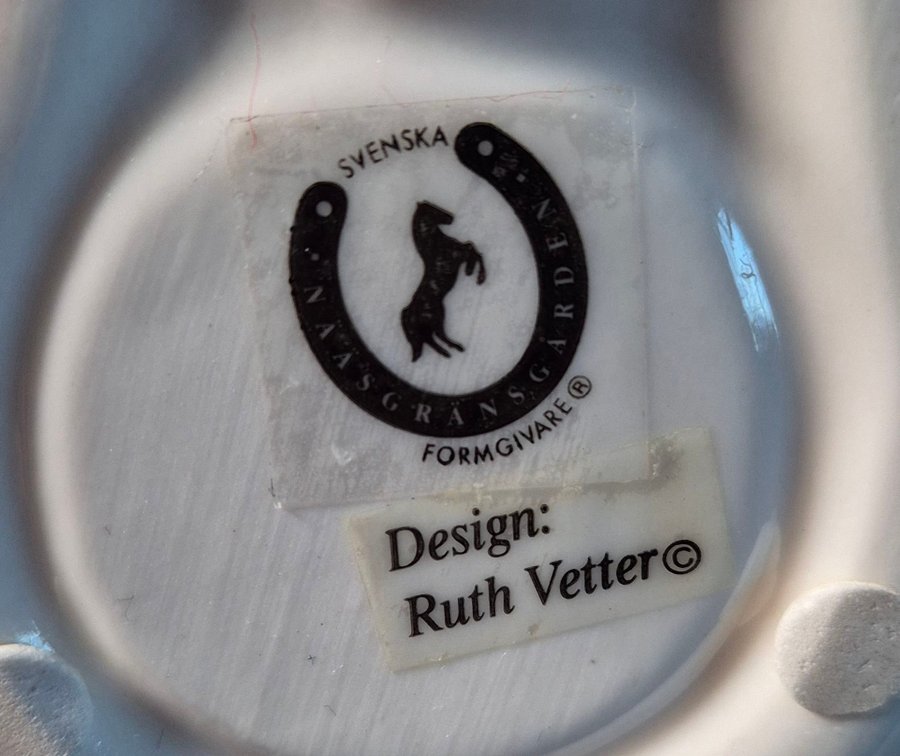 SVENSKA
NÄÄSGRÄNSGÅRDEN
FORMGIVARE®
Design:
Ruth Vetter©